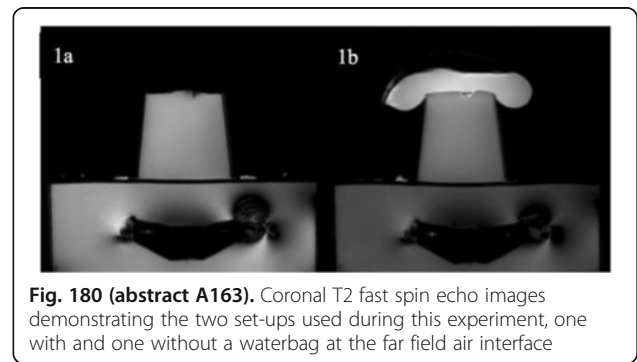 1a 1b
Fig. 180 (abstract A163). Coronal T2 fast spin echo images
demonstrating the two set-ups used during this experiment, one
with and one without a waterbag at the far field air interface